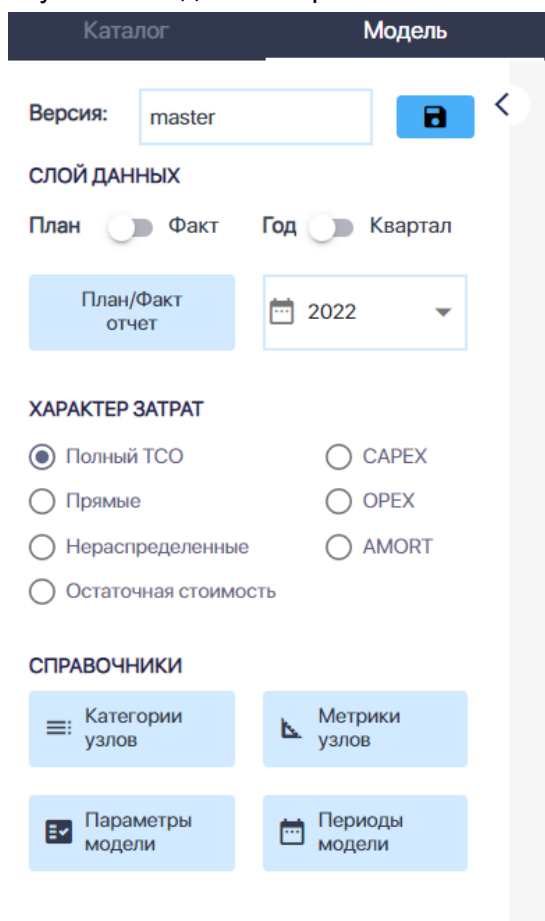 Каталог Модель
Версия: master
СЛОЙ ДАННЫХ
План Факт Год Квартал
План/Факт
отчет
2022
ХАРАКТЕР ЗАТРАТ
Полный TCO CAPEX
Прямые OPEX
Нераспределенные AMORT
Остаточная стоимость
СПРАВОЧНИКИ
Категории
узлов
Метрики
узлов
Параметры
модели
Периоды
модели